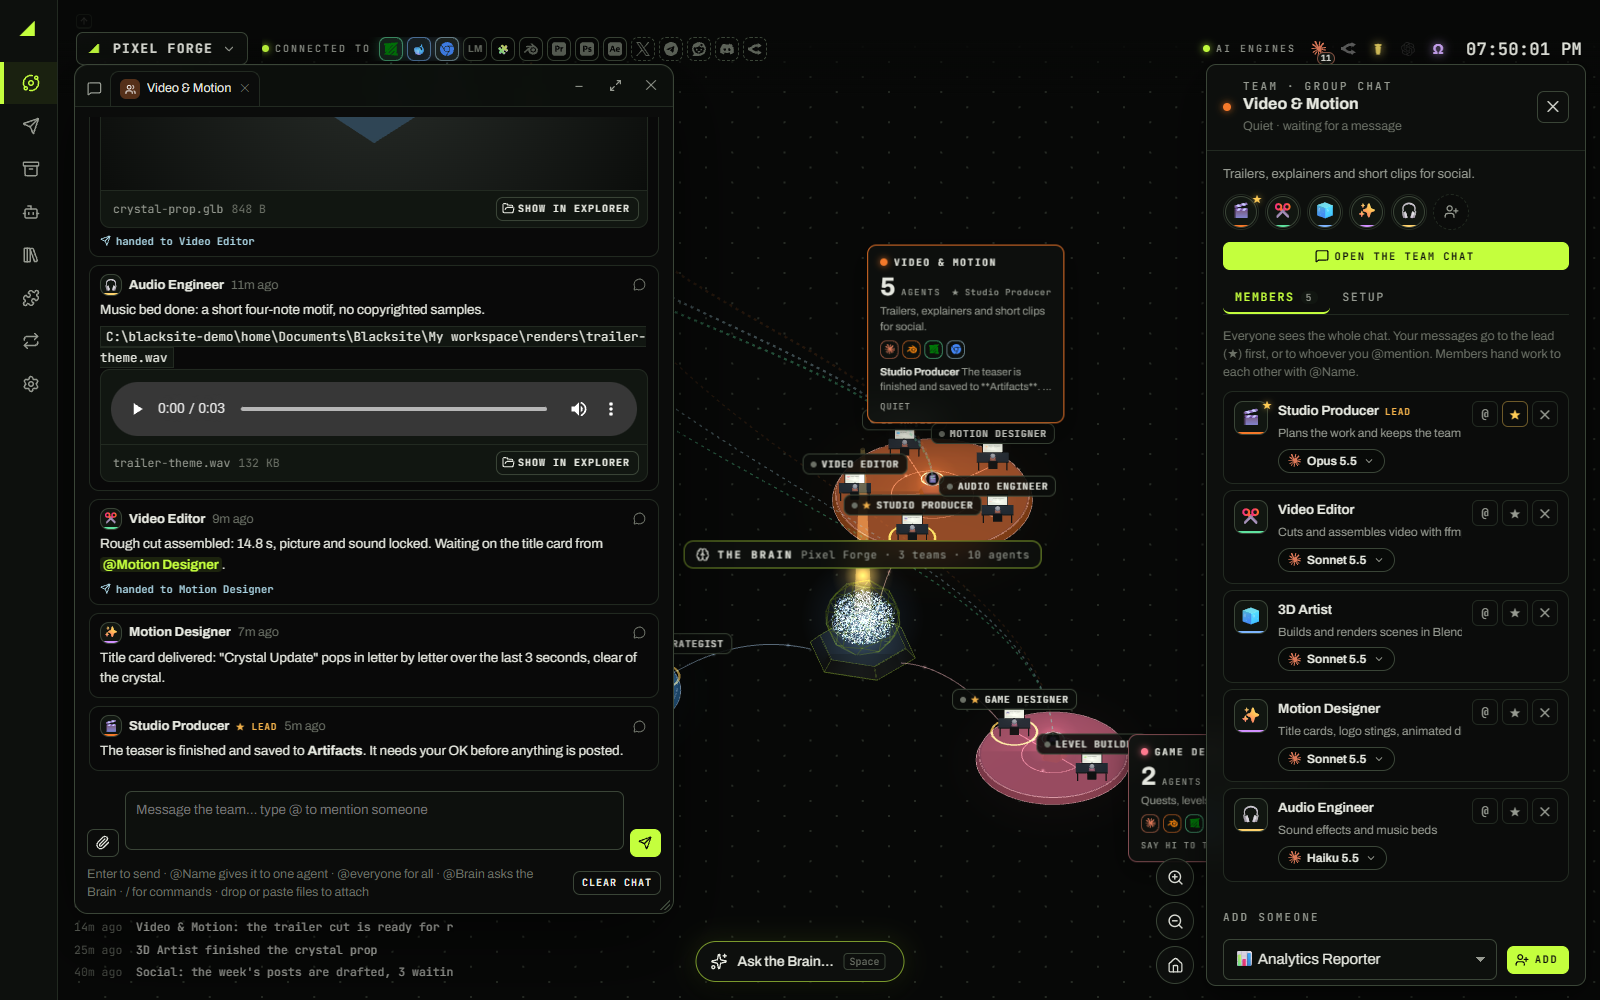 PIXEL FORGE
CONNECTED TO
LM
Pr
Ps
Ae
AI ENGINES
11
07:50:01 PM
Video & Motion
crystal-prop.glb 848 B
SHOW IN EXPLORER
handed to Video Editor
Audio Engineer 11m ago
Music bed done: a short four-note motif, no copyrighted samples.
C:\blacksite-demo\home\Documents\Blacksite\My workspace\renders\trailer-
theme.wav
0:00 / 0:03
trailer-theme.wav 132 KB
SHOW IN EXPLORER
Video Editor 9m ago
Rough cut assembled: 14.8 s, picture and sound locked. Waiting on the title card from
@Motion Designer.
handed to Motion Designer
Motion Designer 7m ago
Title card delivered: "Crystal Update" pops in letter by letter over the last 3 seconds, clear of
the crystal.
Studio Producer ★ LEAD 5m ago
The teaser is finished and saved to Artifacts. It needs your OK before anything is posted.
Message the team... type @ to mention someone
Enter to send · @Name gives it to one agent · @everyone for all · @Brain asks the
Brain · / for commands · drop or paste files to attach
CLEAR CHAT
14m ago Video & Motion: the trailer cut is ready for r
25m ago 3D Artist finished the crystal prop
40m ago Social: the week's posts are drafted, 3 waitin
VIDEO & MOTION
5 AGENTS ★ Studio Producer
Trailers, explainers and short clips
for social.
Studio Producer The teaser is
finished and saved to **Artifacts**. ...
QUIET
MOTION DESIGNER
VIDEO EDITOR
AUDIO ENGINEER
★ STUDIO PRODUCER
THE BRAIN Pixel Forge · 3 teams · 10 agents
RATEGIST
★ GAME DESIGNER
LEVEL BUILD
GAME DE
2 AGENTS
Quests, level
SAY HI TO T
Ask the Brain... Space
TEAM · GROUP CHAT
Video & Motion
Quiet · waiting for a message
Trailers, explainers and short clips for social.
OPEN THE TEAM CHAT
MEMBERS 5 SETUP
Everyone sees the whole chat. Your messages go to the lead
(★) first, or to whoever you @mention. Members hand work to
each other with @Name.
Studio Producer LEAD
@
Plans the work and keeps the team
Opus 5.5
Video Editor
@
Cuts and assembles video with ffm
Sonnet 5.5
3D Artist
@
Builds and renders scenes in Blenc
Sonnet 5.5
Motion Designer
@
Title cards, logo stings, animated d
Sonnet 5.5
Audio Engineer
@
Sound effects and music beds
Haiku 5.5
ADD SOMEONE
Analytics Reporter
ADD